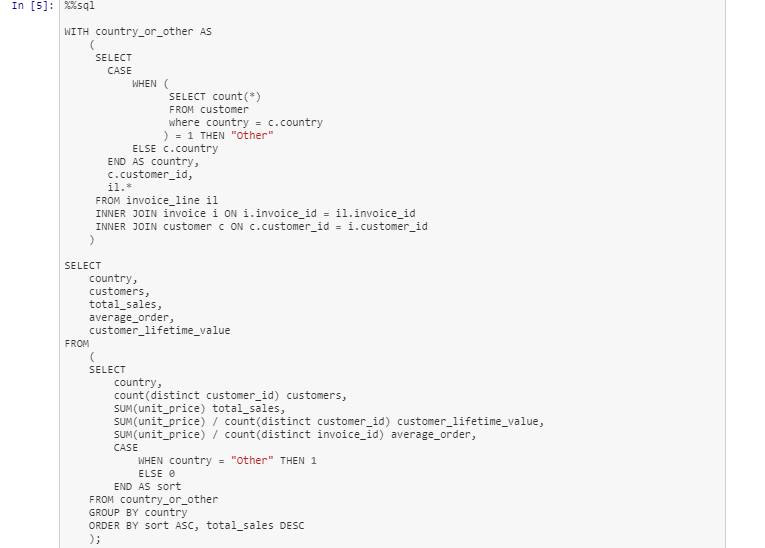 In [5]: %%sql
WITH country_or_other AS
(
SELECT
CASE
WHEN (
SELECT count(*)
FROM customer
where country = c.country
) = 1 THEN "Other"
ELSE c.country
END AS country,
c.customer_id,
il.*
FROM invoice_line il
INNER JOIN invoice i ON i.invoice_id = il.invoice_id
INNER JOIN customer c ON c.customer_id = i.customer_id
)
SELECT
country,
customers,
total_sales,
average_order,
customer_lifetime_value
FROM
(
SELECT
country,
count(distinct customer_id) customers,
SUM(unit_price) total_sales,
SUM(unit_price) / count(distinct customer_id) customer_lifetime_value,
SUM(unit_price) / count(distinct invoice_id) average_order,
CASE
WHEN country = "Other" THEN 1
ELSE 0
END AS sort
FROM country_or_other
GROUP BY country
ORDER BY sort ASC, total_sales DESC
);